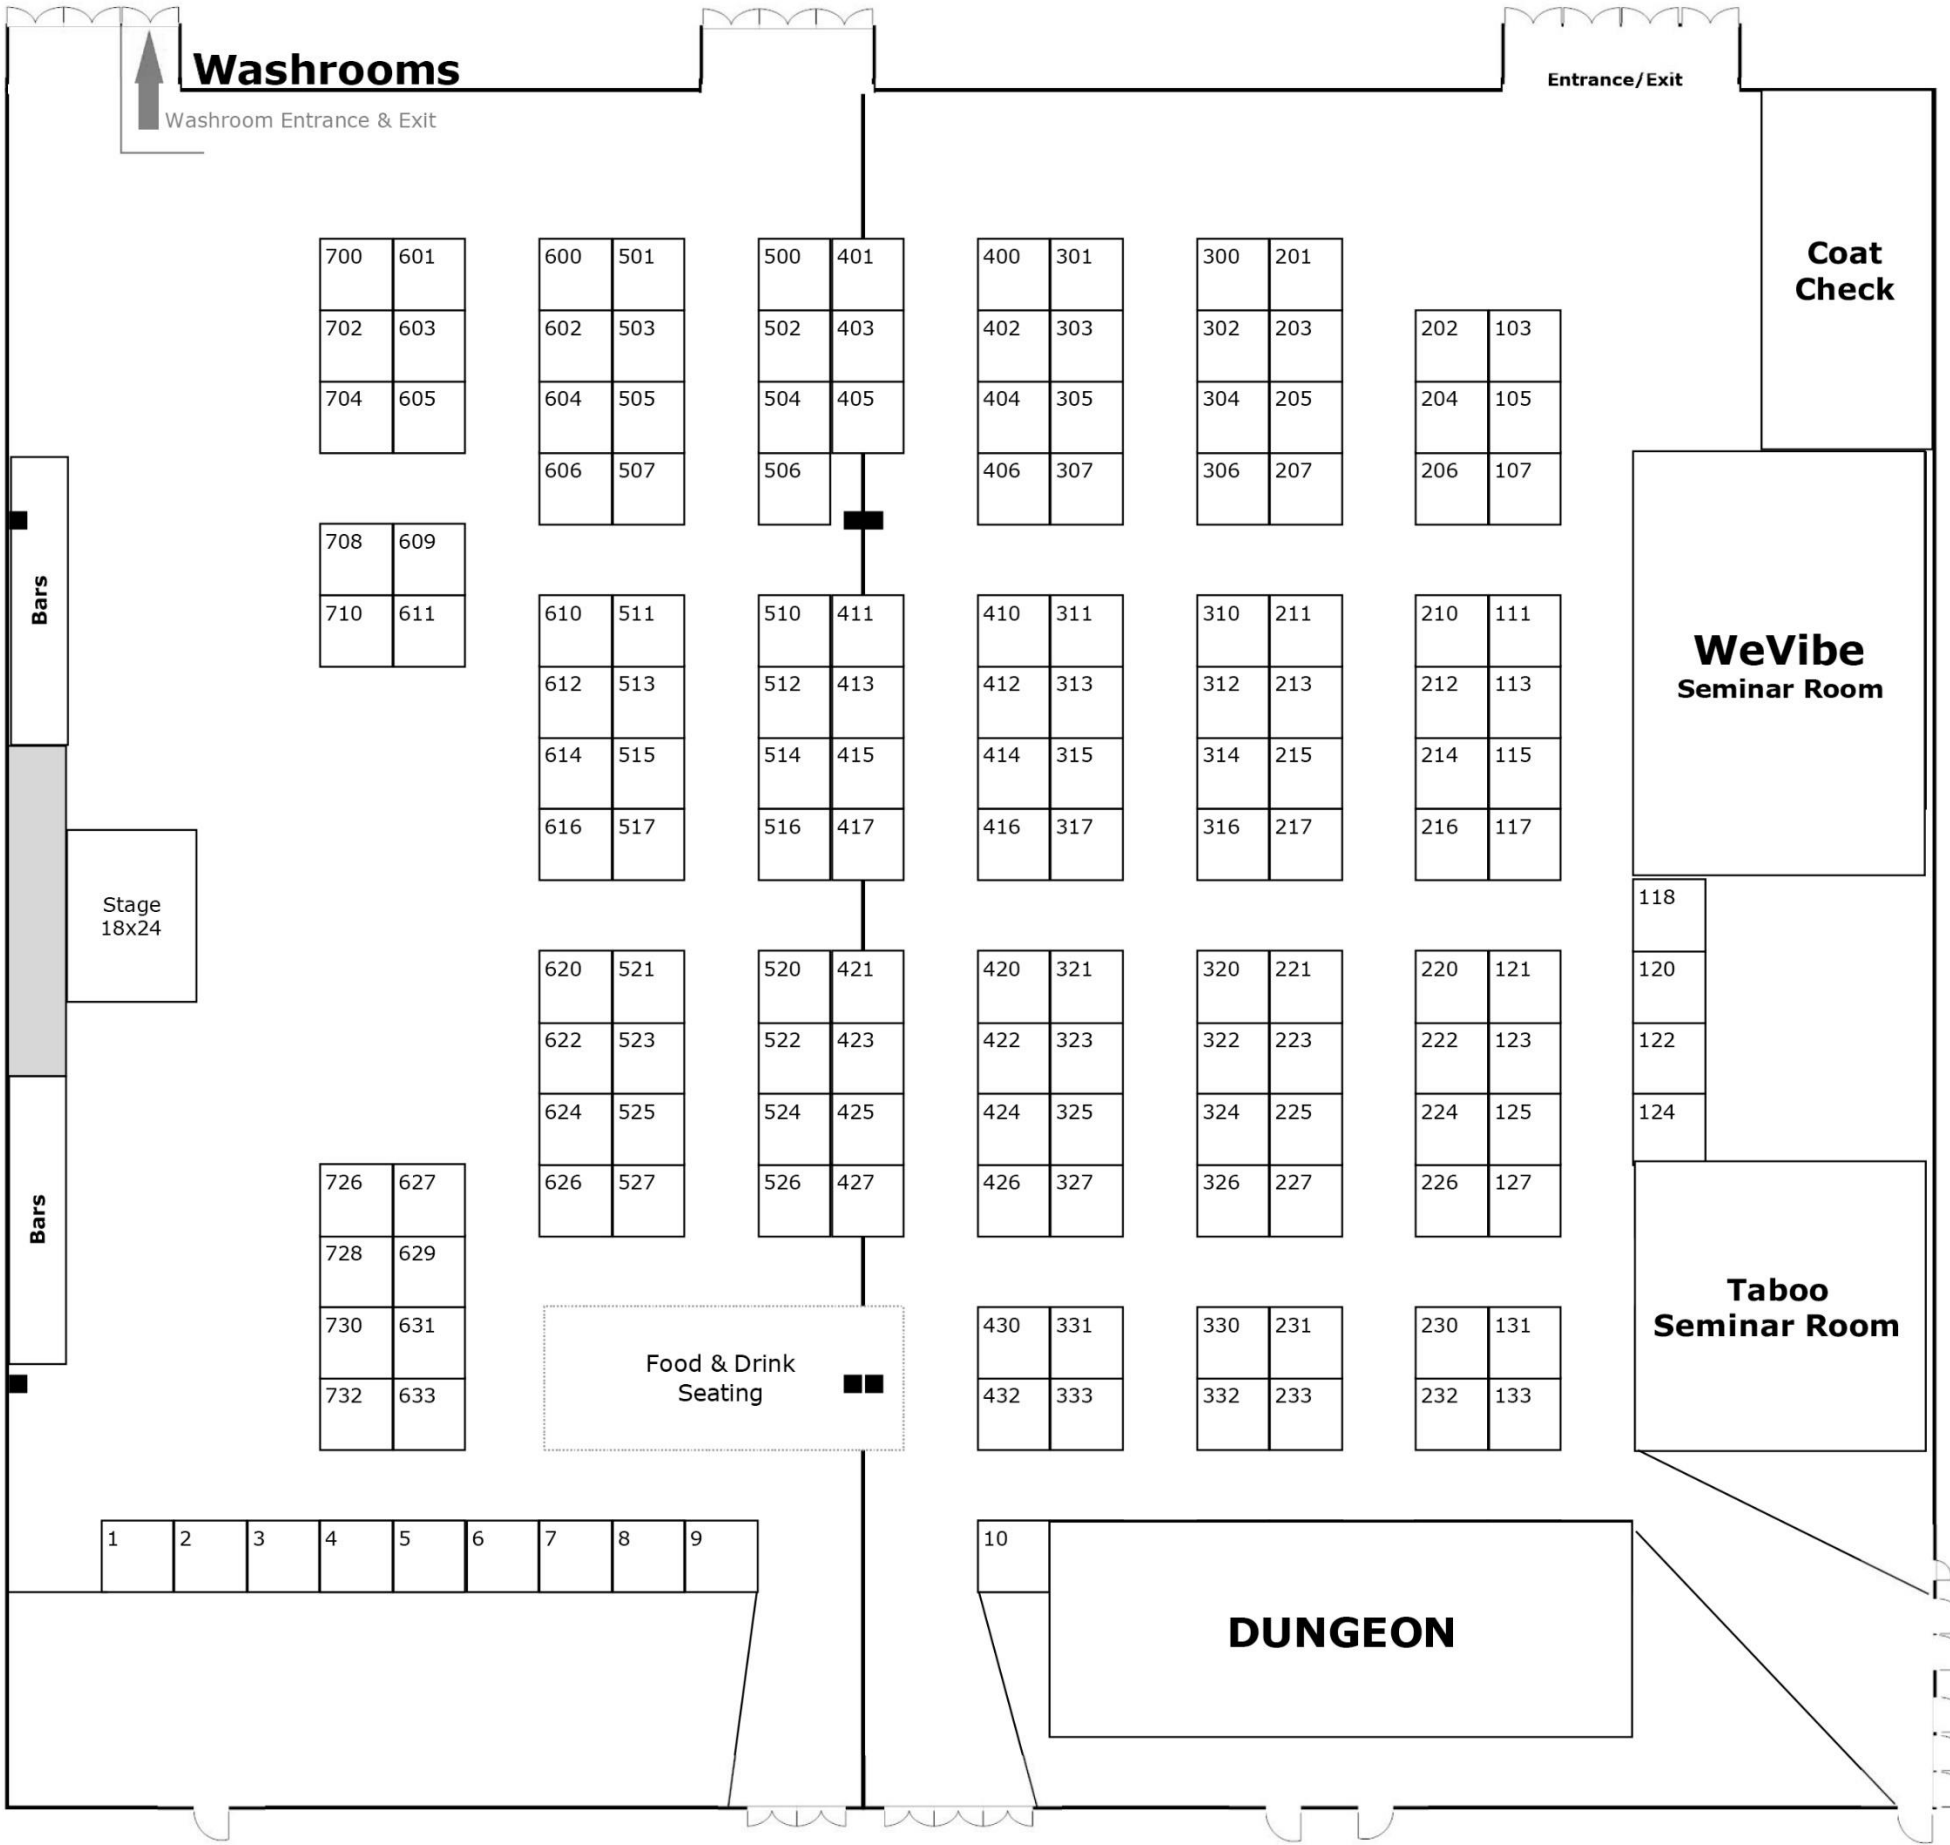 Washrooms
Entrance/Exit
Washroom Entrance & Exit
Coat
Check
700 601 600 501 500 401 400 301 300 201
702 603 602 503 502 403 402 303 302 203 202 103
704 605 604 505 504 405 404 305 304 205 204 105
606 507 506 406 307 306 207 206 107
708 609
Bars
710 611 610 511 510 411 410 311 310 211 210 111
WeVibe
Seminar Room
612 513 512 413 412 313 312 213 212 113
614 515 514 415 414 315 314 215 214 115
616 517 516 417 416 317 316 217 216 117
118
Stage
18x24
620 521 520 421 420 321 320 221 220 121 120
622 523 522 423 422 323 322 223 222 123 122
624 525 524 425 424 325 324 225 224 125 124
726 627 626 527 526 427 426 327 326 227 226 127
Bars
728 629
Taboo
Seminar Room
730 631 430 331 330 231 230 131
Food & Drink
Seating
732 633 432 333 332 233 232 133
1 2 3 4 5 6 7 8 9 10
DUNGEON